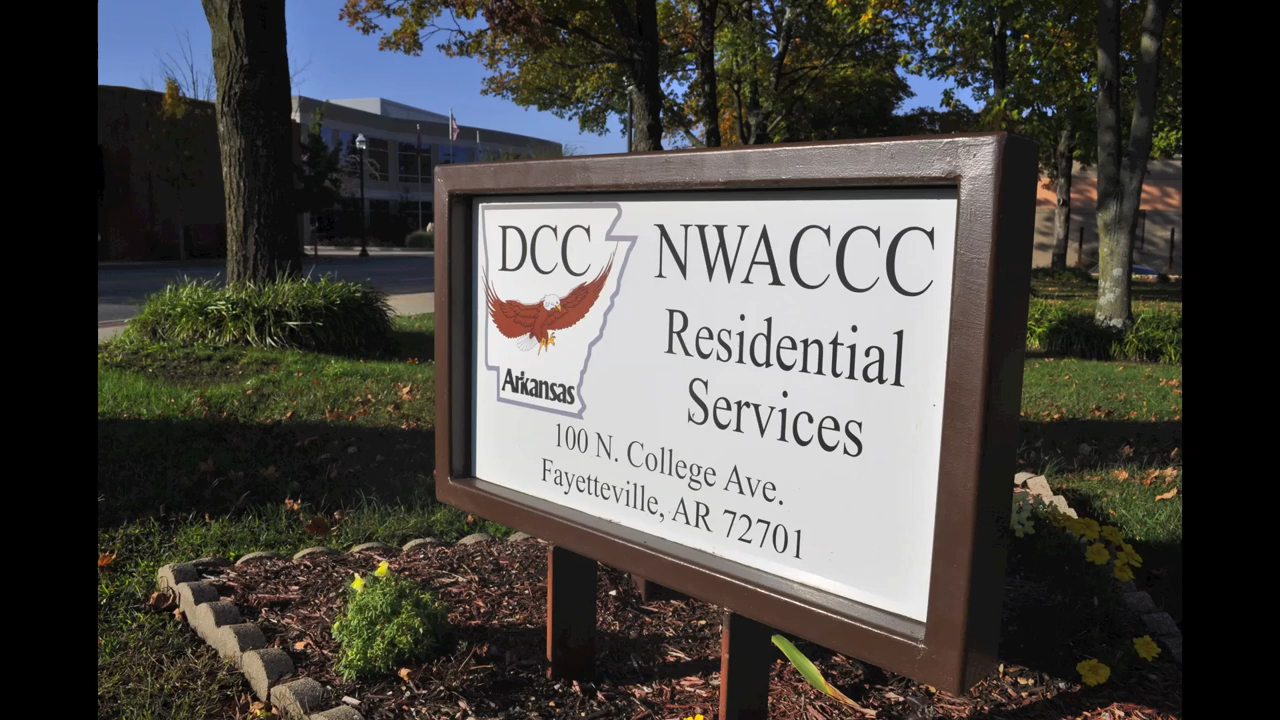 DCC
Arkansas
NWACCC
Residential
Services
100 N. College Ave.
Fayetteville, AR 72701